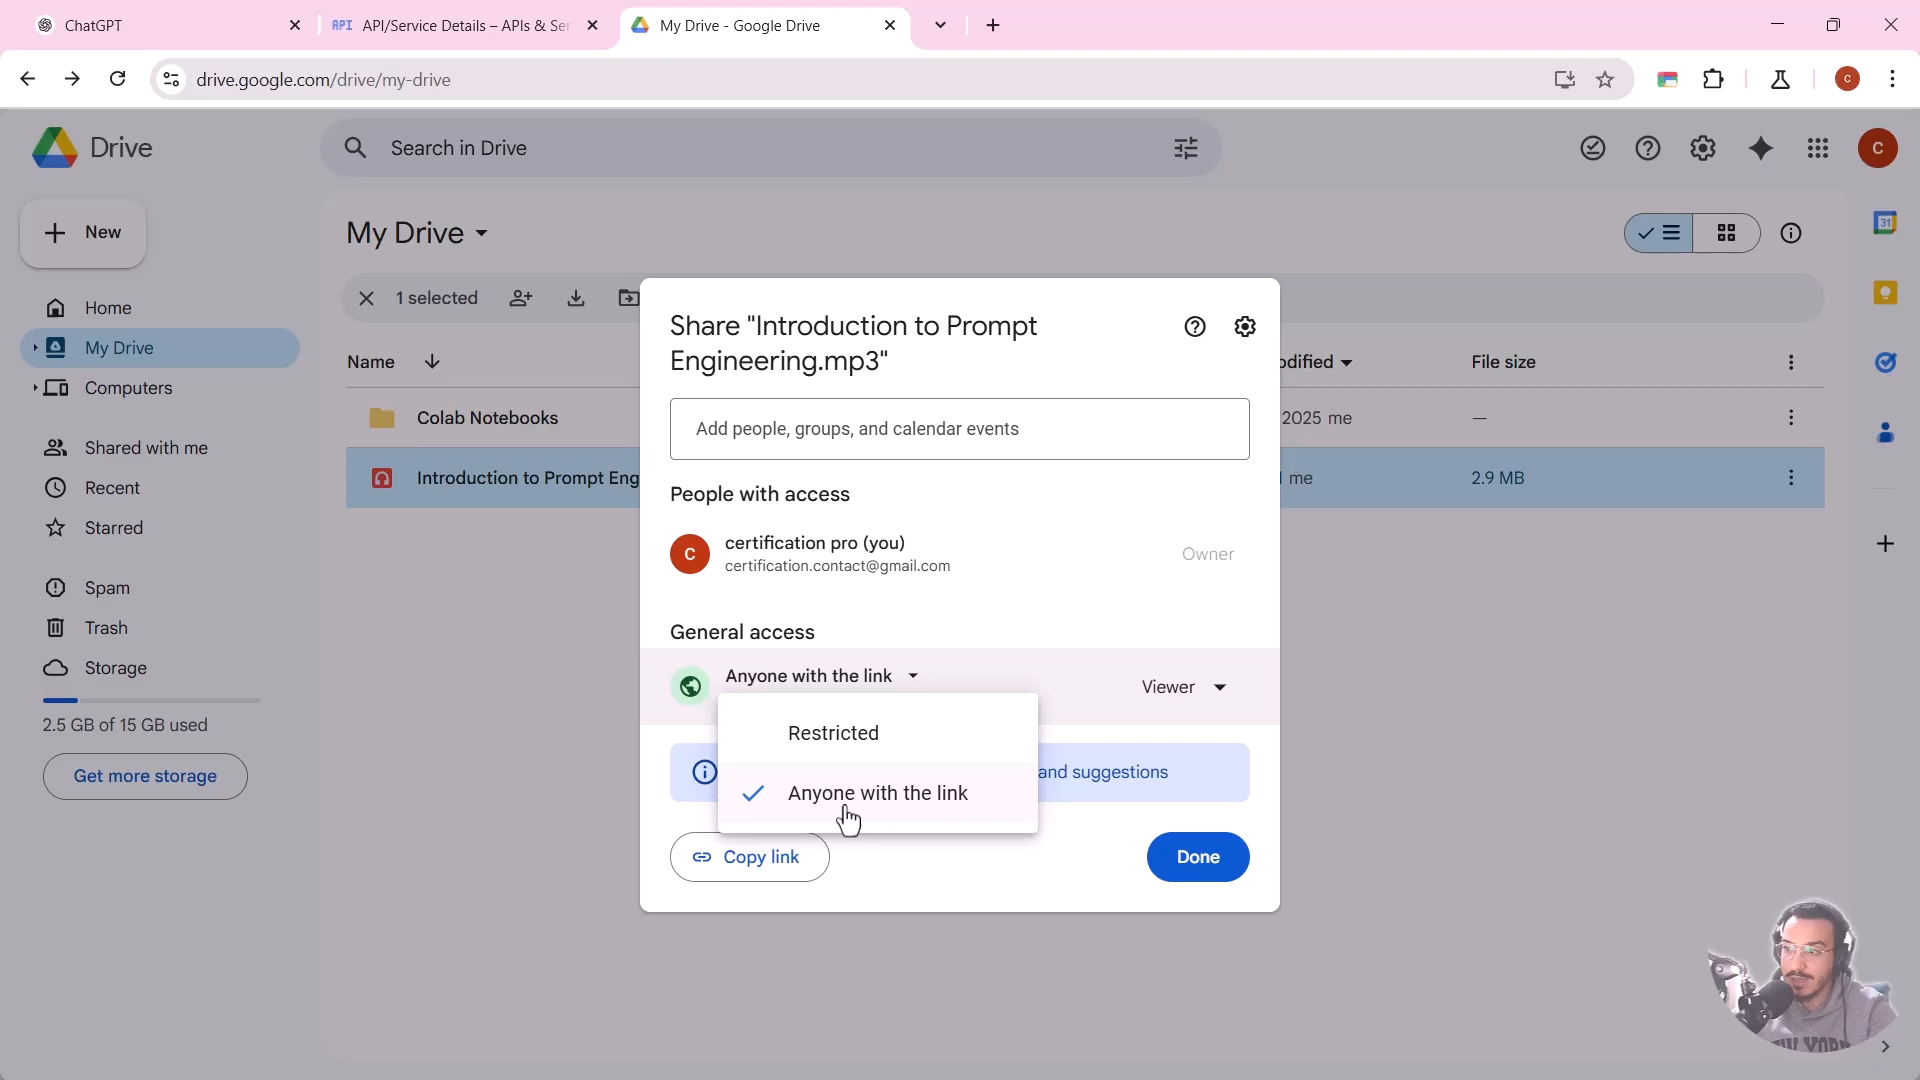 ChatGPT
API API/Service Details – APIs & Ser
My Drive - Google Drive
drive.google.com/drive/my-drive
C
Drive
Search in Drive
C
New
My Drive
31
Home
1 selected
Share "Introduction to Prompt
Engineering.mp3"
My Drive
Name
odified
File size
Computers
Colab Notebooks
2025 me
—
Add people, groups, and calendar events
Shared with me
Introduction to Prompt Eng
me
2.9 MB
Recent
People with access
Starred
C
certification pro (you)
certification.contact@gmail.com
Owner
Spam
Trash
General access
Storage
Anyone with the link
Viewer
2.5 GB of 15 GB used
Restricted
Get more storage
and suggestions
Anyone with the link
Copy link
Done